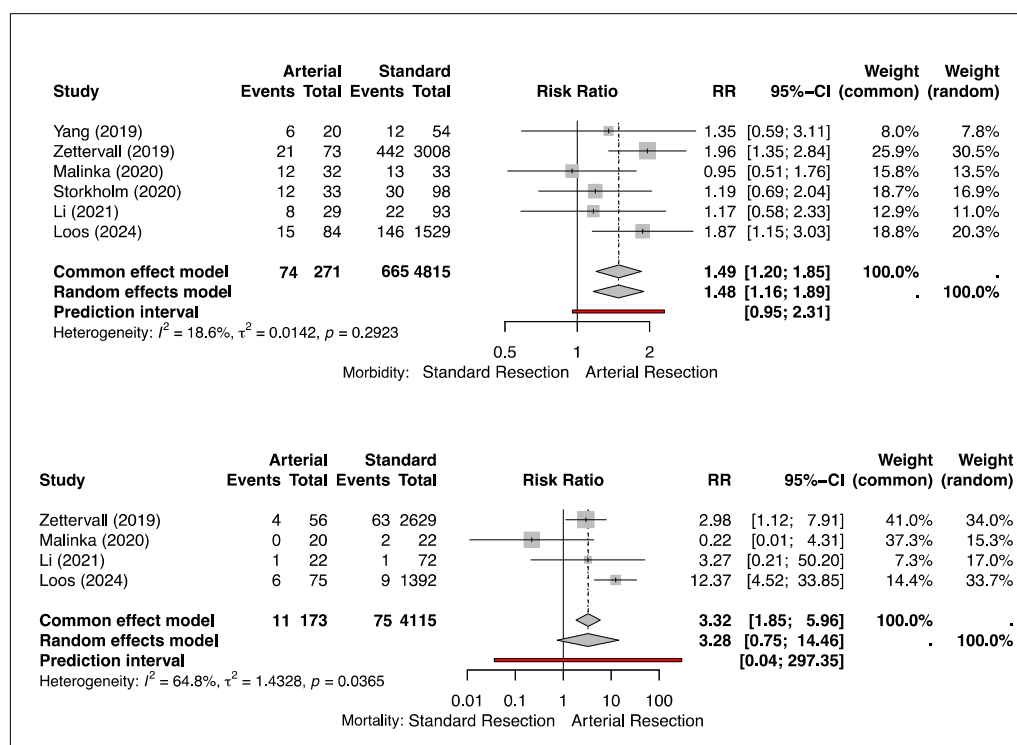 Arterial Standard Weight Weight
Study Events Total Events Total Risk Ratio RR 95%−CI (common) (random)
Yang (2019) 6 20 12 54 1.35 [0.59; 3.11] 8.0% 7.8%
Zettervall (2019) 21 73 442 3008 1.96 [1.35; 2.84] 25.9% 30.5%
Malinka (2020) 12 32 13 33 0.95 [0.51; 1.76] 15.8% 13.5%
Storkholm (2020) 12 33 30 98 1.19 [0.69; 2.04] 18.7% 16.9%
Li (2021) 8 29 22 93 1.17 [0.58; 2.33] 12.9% 11.0%
Loos (2024) 15 84 146 1529 1.87 [1.15; 3.03] 18.8% 20.3%
Common effect model 74 271 665 4815 1.49 [1.20; 1.85] 100.0% .
Random effects model 1.48 [1.16; 1.89] . 100.0%
Prediction interval [0.95; 2.31]
Heterogeneity: I² = 18.6%, τ² = 0.0142, p = 0.2923
0.5 1 2
Morbidity: Standard Resection Arterial Resection
Arterial Standard Weight Weight
Study Events Total Events Total Risk Ratio RR 95%−CI (common) (random)
Zettervall (2019) 4 56 63 2629 2.98 [1.12; 7.91] 41.0% 34.0%
Malinka (2020) 0 20 2 22 0.22 [0.01; 4.31] 37.3% 15.3%
Li (2021) 1 22 1 72 3.27 [0.21; 50.20] 7.3% 17.0%
Loos (2024) 6 75 9 1392 12.37 [4.52; 33.85] 14.4% 33.7%
Common effect model 11 173 75 4115 3.32 [1.85; 5.96] 100.0% .
Random effects model 3.28 [0.75; 14.46] . 100.0%
Prediction interval [0.04; 297.35]
Heterogeneity: I² = 64.8%, τ² = 1.4328, p = 0.0365
0.01 0.1 1 10 100
Mortality: Standard Resection Arterial Resection